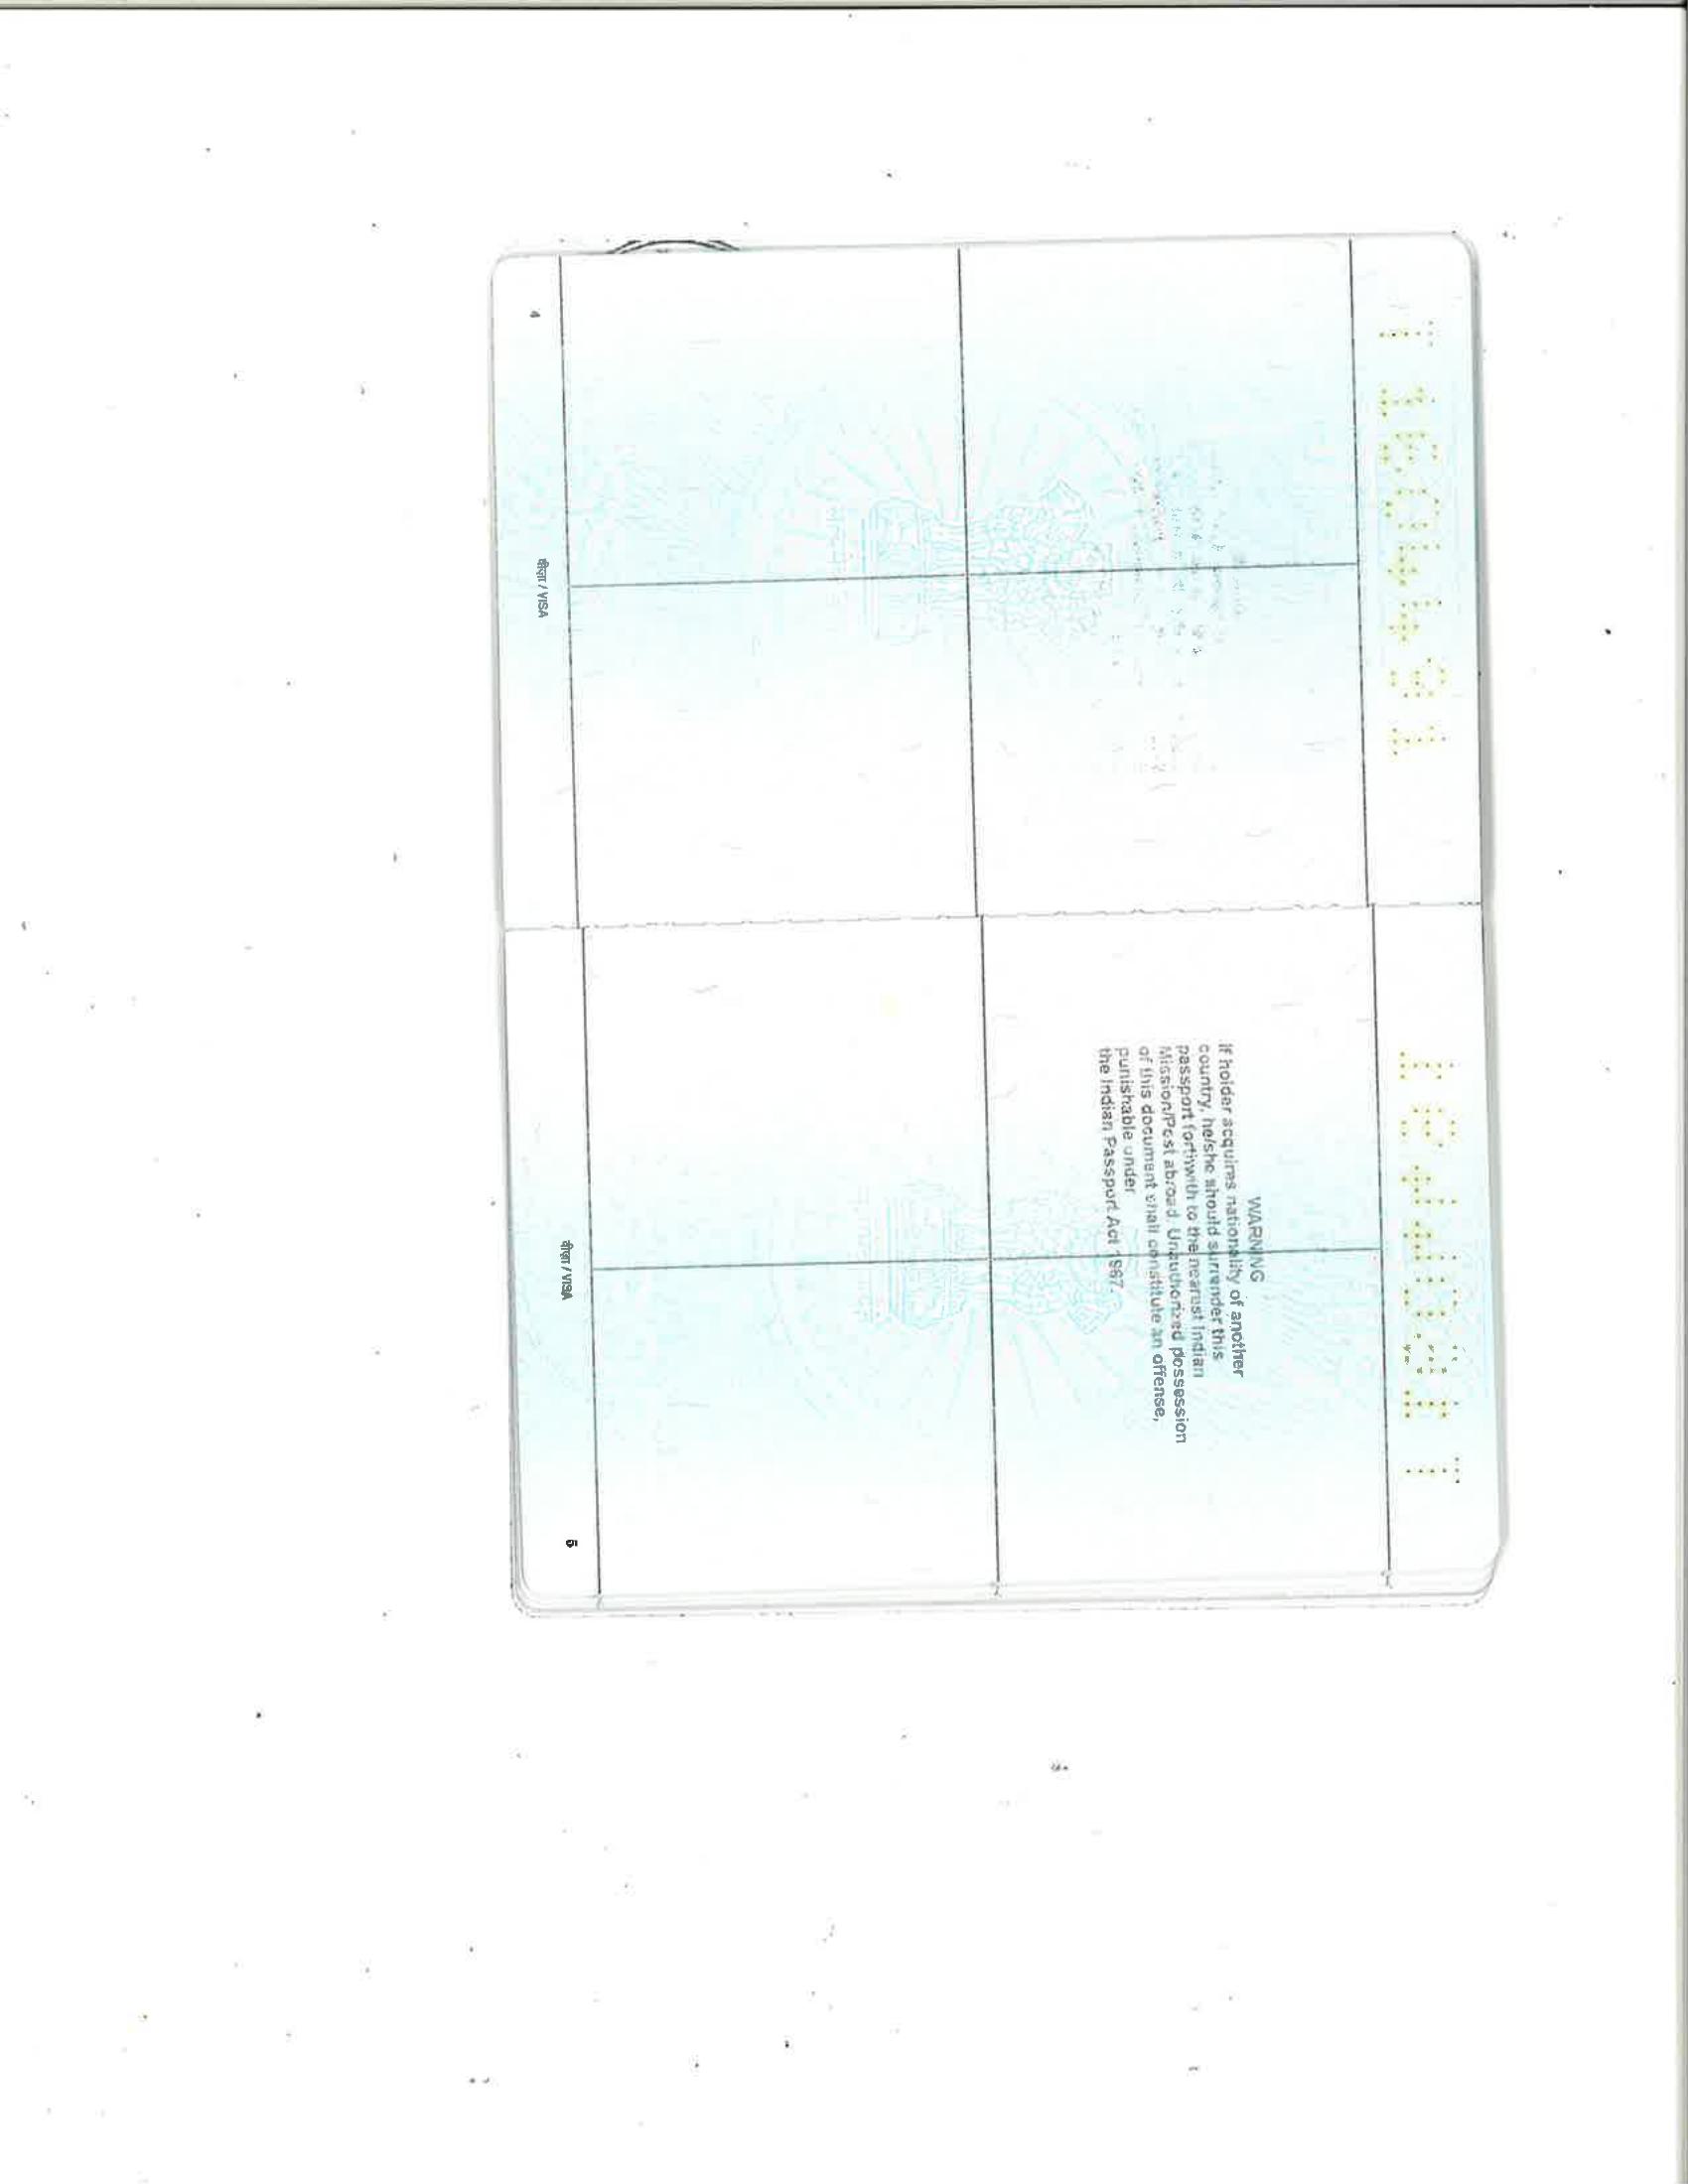 WARNING
If holder acquires nationality of another
country, he/she should surrender this
passport forthwith to the nearest Indian
Mission/Post abroad. Unauthorized possession
of this document shall constitute an offense,
punishable under
the Indian Passport Act 1967.
4
वीज़ा / VISA
वीज़ा / VISA
5